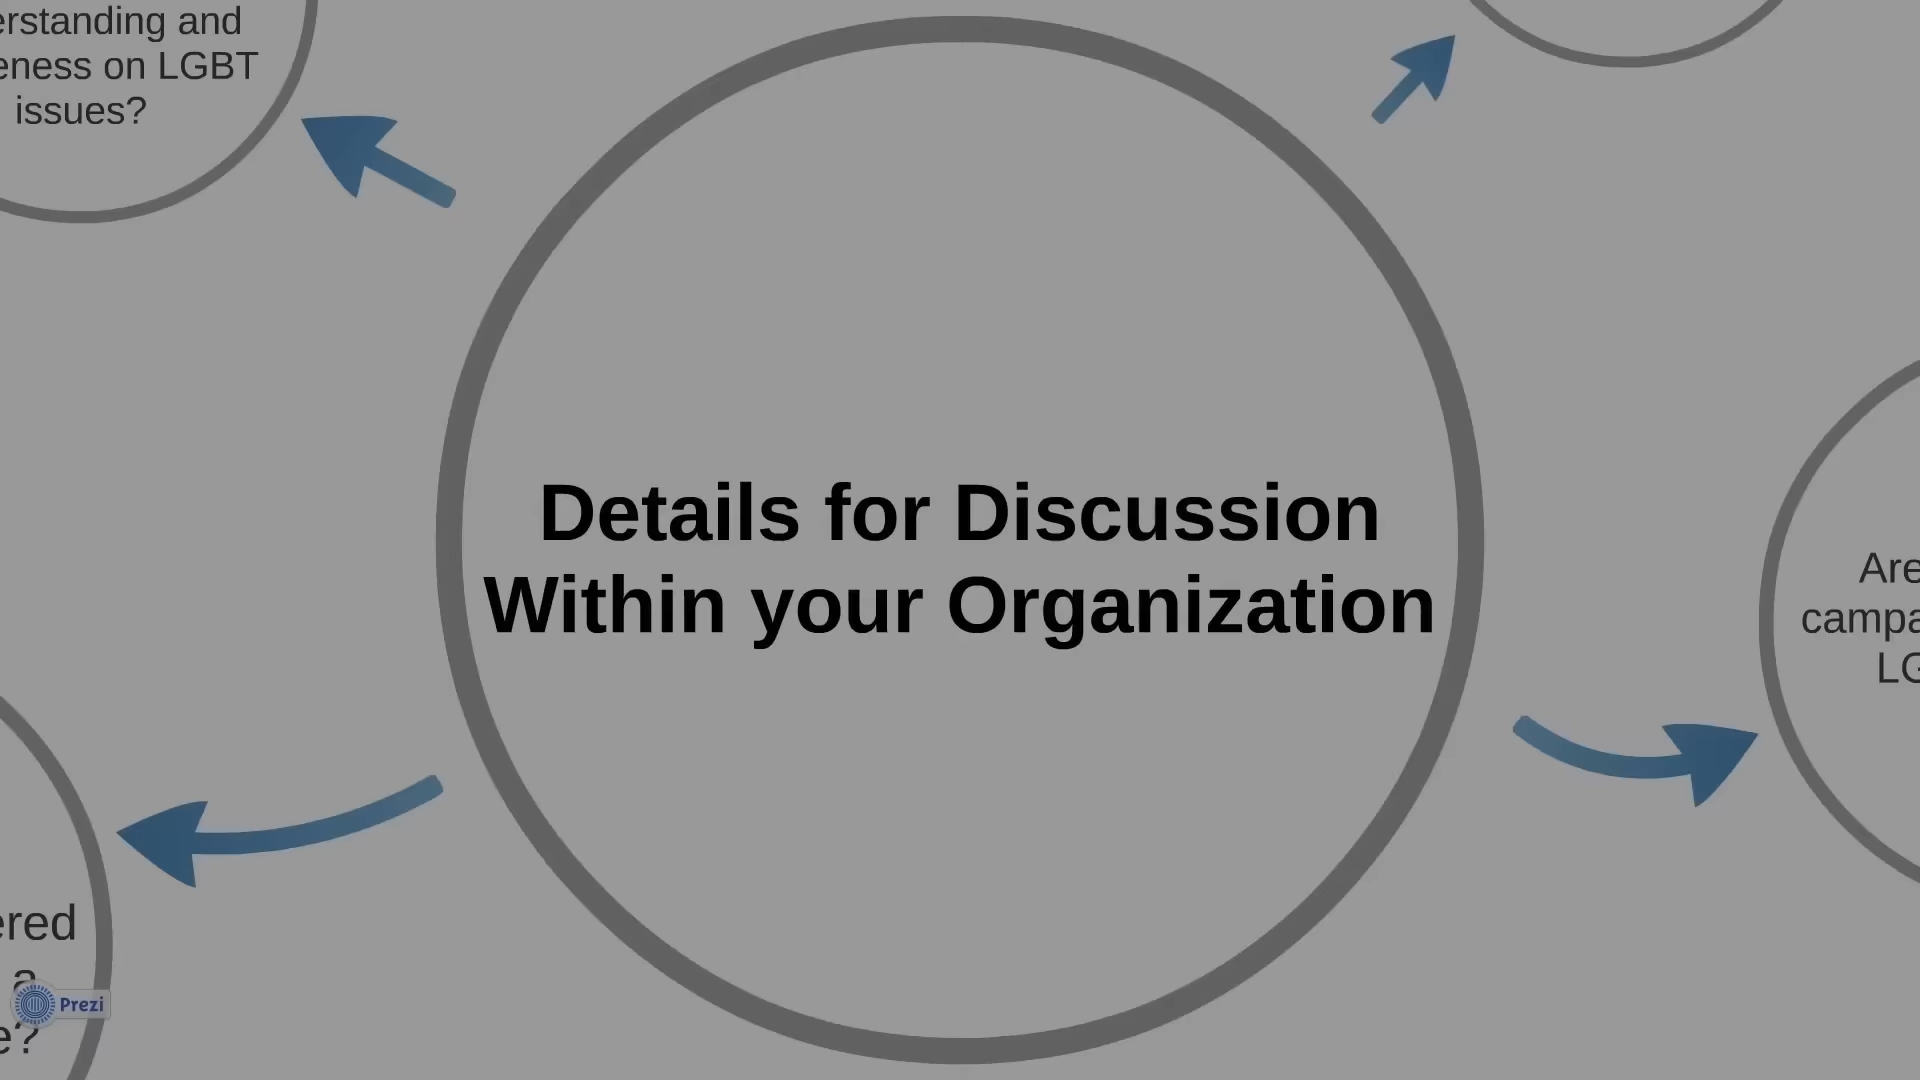 erstanding and
eness on LGBT
issues?
Details for Discussion
Within your Organization
Are
campa
LG
ered
a
e?
Prezi